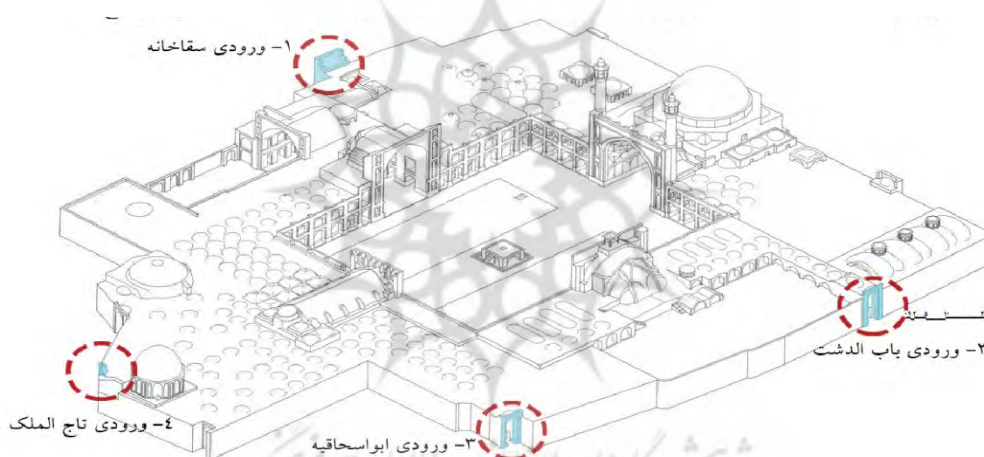 ۱- ورودی سقاخانه
۲- ورودی باب الدشت
۳- ورودی ابواسحاقیه
٤- ورودی تاج الملک